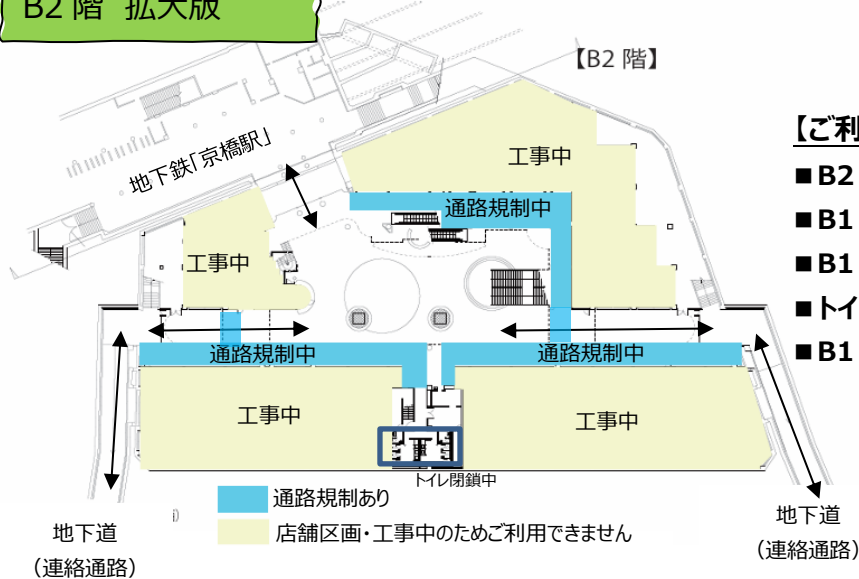 B2 階 拡大版
【B2 階】
地下鉄「京橋駅」
工事中
通路規制中
工事中
通路規制中
通路規制中
工事中
工事中
トイレ閉鎖中
通路規制あり
店舗区画・工事中のためご利用できません
地下道
（連絡通路）
地下道
（連絡通路）
【ご利
■B2
■B1
■B1
■トイ
■B1